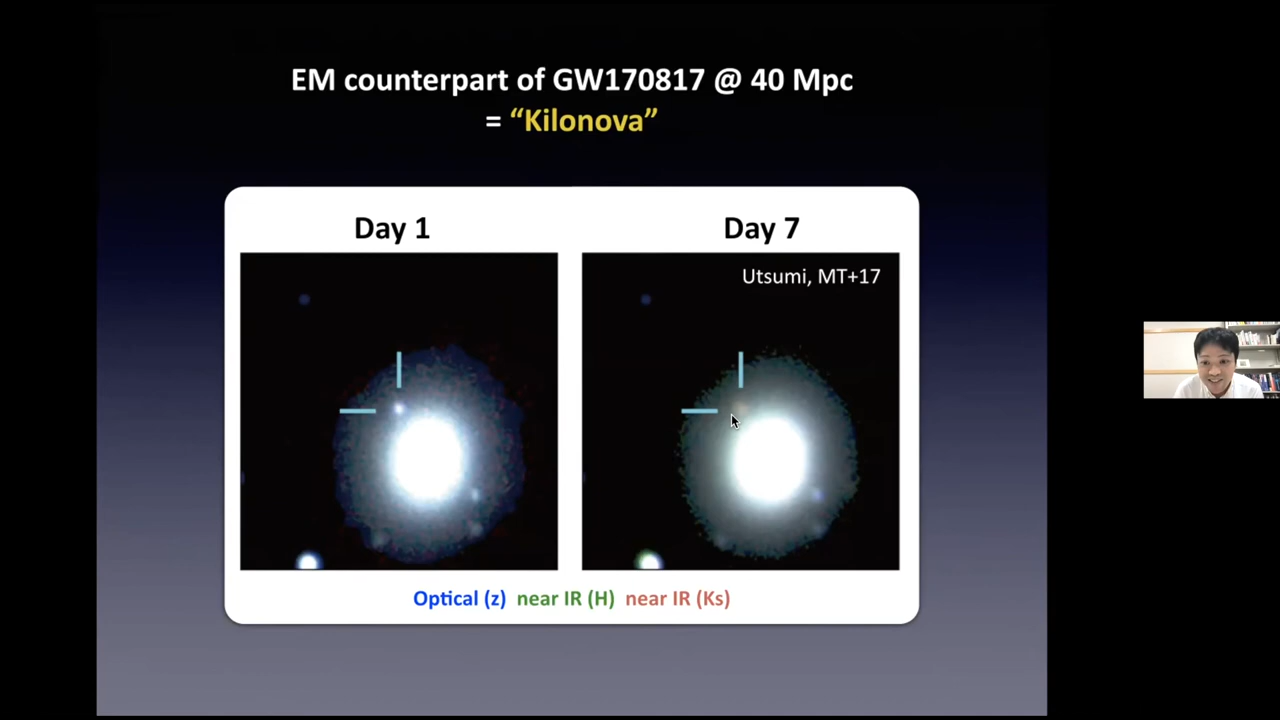 EM counterpart of GW170817 @ 40 Mpc
= “Kilonova”
Day 1
Day 7
Utsumi, MT+17
Optical (z) near IR (H) near IR (Ks)